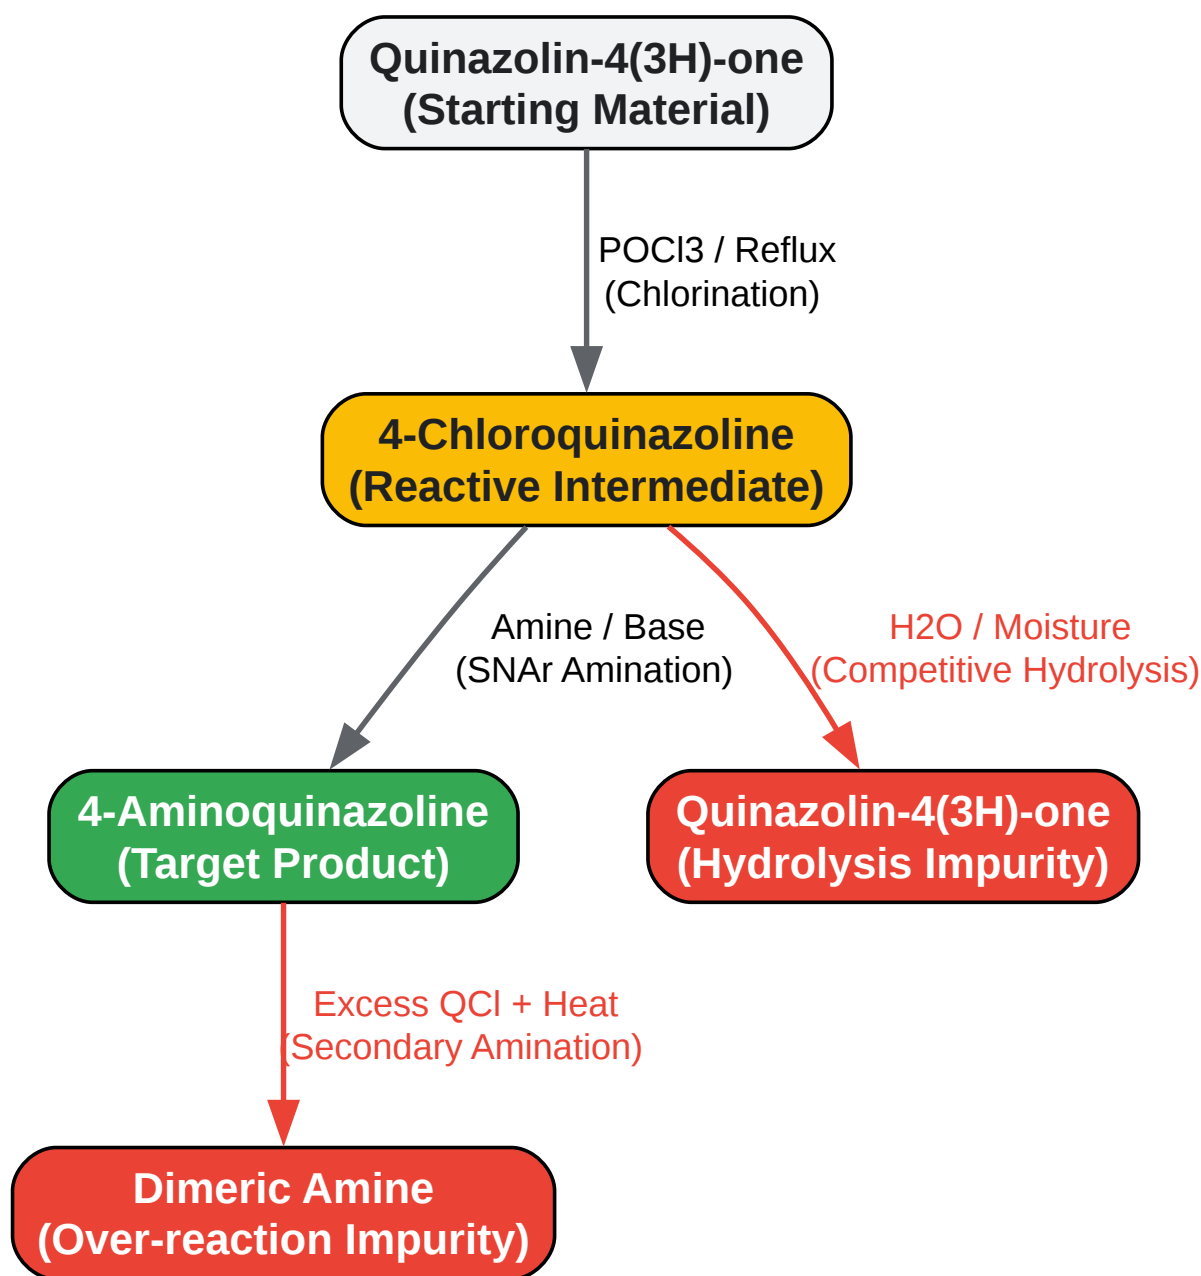 Quinazolin-4(3H)-one
(Starting Material)
POCl3 / Reflux
(Chlorination)
4-Chloroquinazoline
(Reactive Intermediate)
Amine / Base
(SNAr Amination)
H2O / Moisture
(Competitive Hydrolysis)
4-Aminoquinazoline
(Target Product)
Quinazolin-4(3H)-one
(Hydrolysis Impurity)
Excess QCl + Heat
(Secondary Amination)
Dimeric Amine
(Over-reaction Impurity)